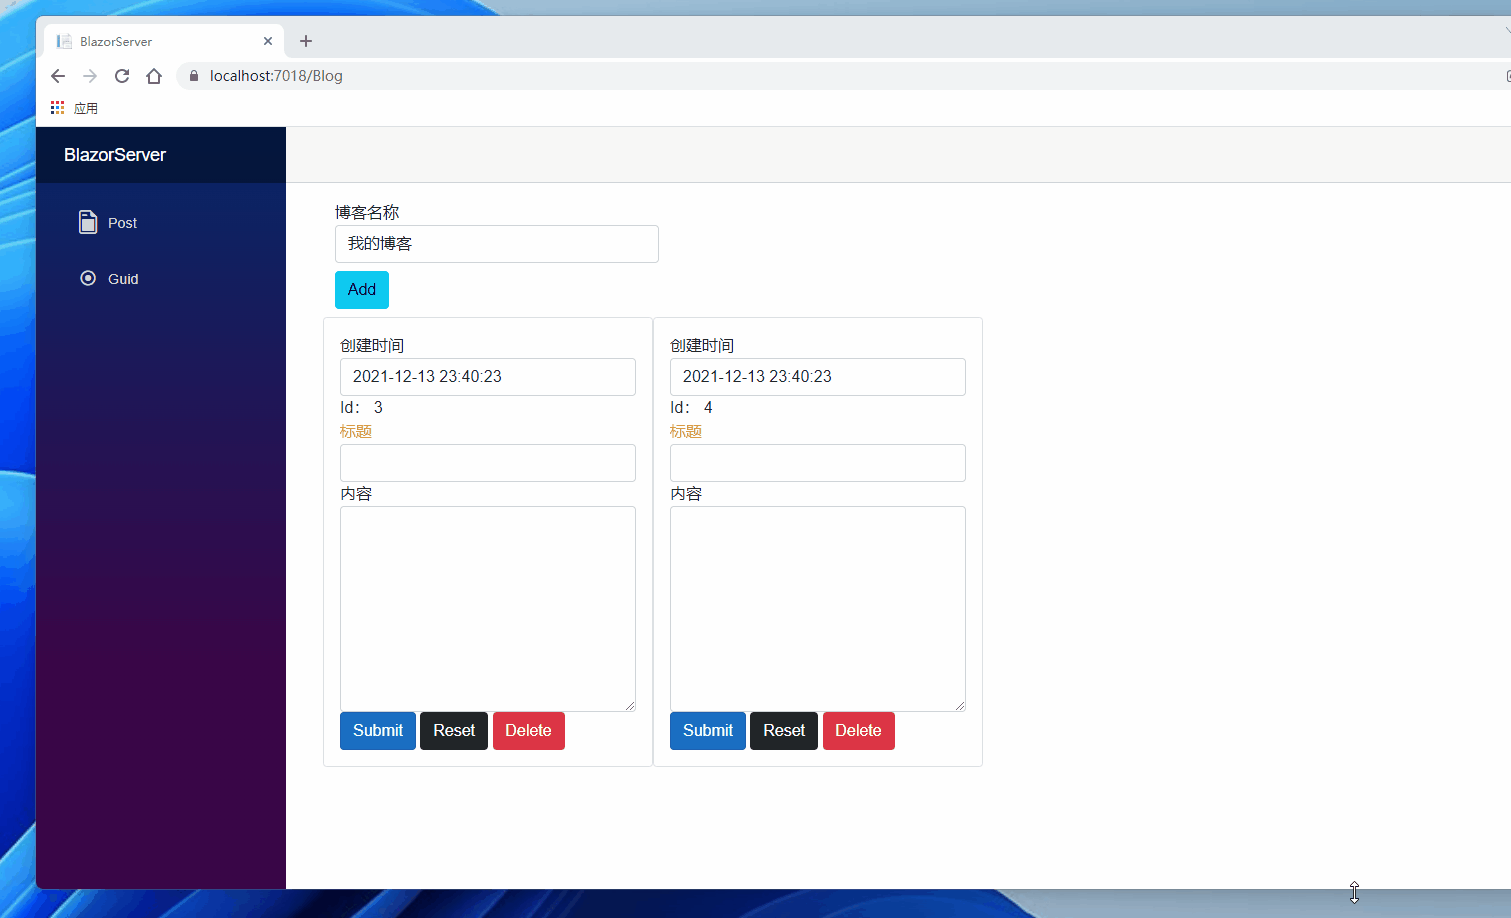 BlazorServer
localhost:7018/Blog
应用
BlazorServer
Post
Guid
博客名称
我的博客
Add
创建时间
2021-12-13 23:40:23
Id： 3
标题
内容
Submit Reset Delete
创建时间
2021-12-13 23:40:23
Id： 4
标题
内容
Submit Reset Delete